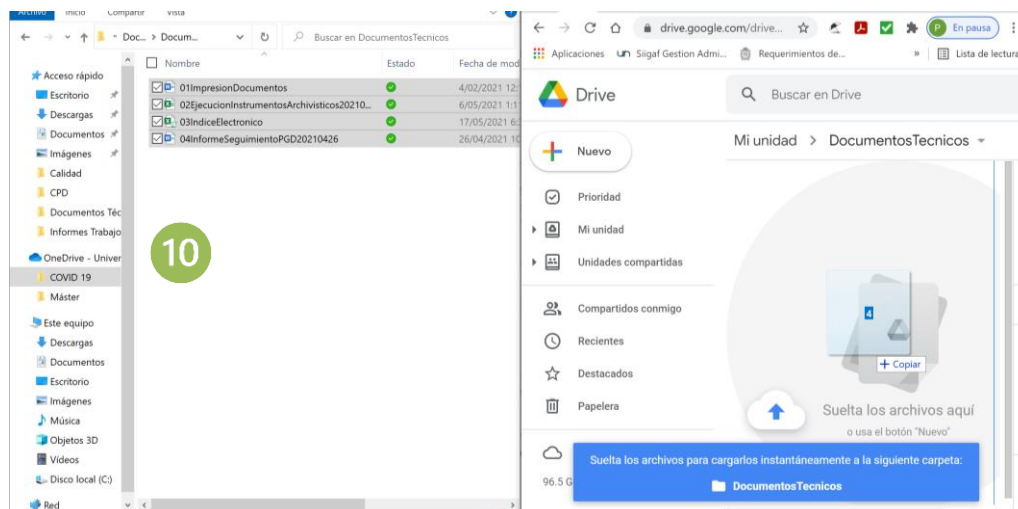 Archivo Inicio Compartir Vista
Doc... > Docum...
Buscar en DocumentosTecnicos
Acceso rápido
Escritorio
Descargas
Documentos
Imágenes
Calidad
CPD
Documentos Téc
Informes Trabajo
OneDrive - Univer
COVID 19
Máster
Este equipo
Descargas
Documentos
Escritorio
Imágenes
Música
Objetos 3D
Vídeos
Disco local (C:)
Red
Nombre Estado Fecha de mod
01ImpresionDocumentos 4/02/2021 12:
02EjecucionInstrumentosArchivisticos20210... 6/05/2021 1:1
03IndiceElectronico 17/05/2021 6:
04InformeSeguimientoPGD20210426 26/04/2021 10
10
drive.google.com/drive...
P En pausa
Aplicaciones Siigaf Gestion Admi... Requerimientos de... » Lista de lectura
Drive
Buscar en Drive
Nuevo
Mi unidad > DocumentosTecnicos
Prioridad
Mi unidad
Unidades compartidas
Compartidos conmigo
Recientes
Destacados
Papelera
96.5 G
4
+ Copiar
Suelta los archivos aquí
o usa el botón "Nuevo"
Suelta los archivos para cargarlos instantáneamente a la siguiente carpeta:
DocumentosTecnicos